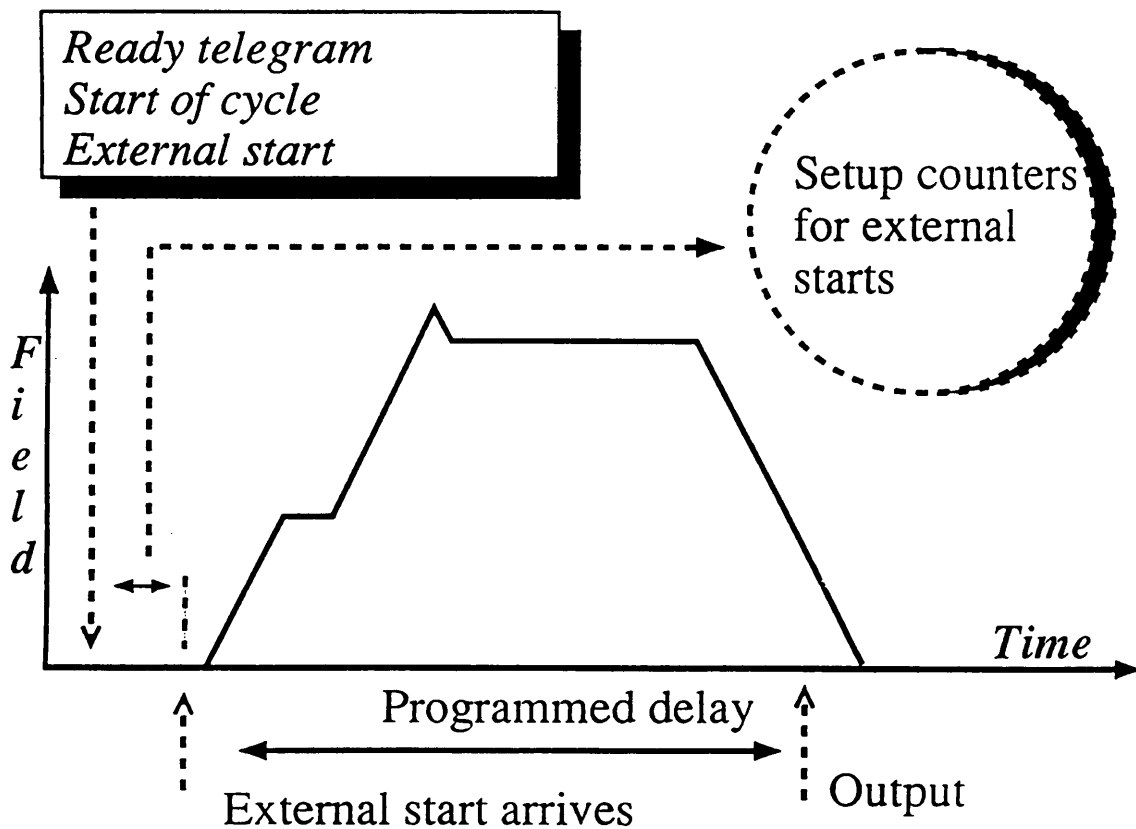 Ready telegram
Start of cycle
External start
Setup counters
for external
starts
Field
Time
Programmed delay
External start arrives
Output